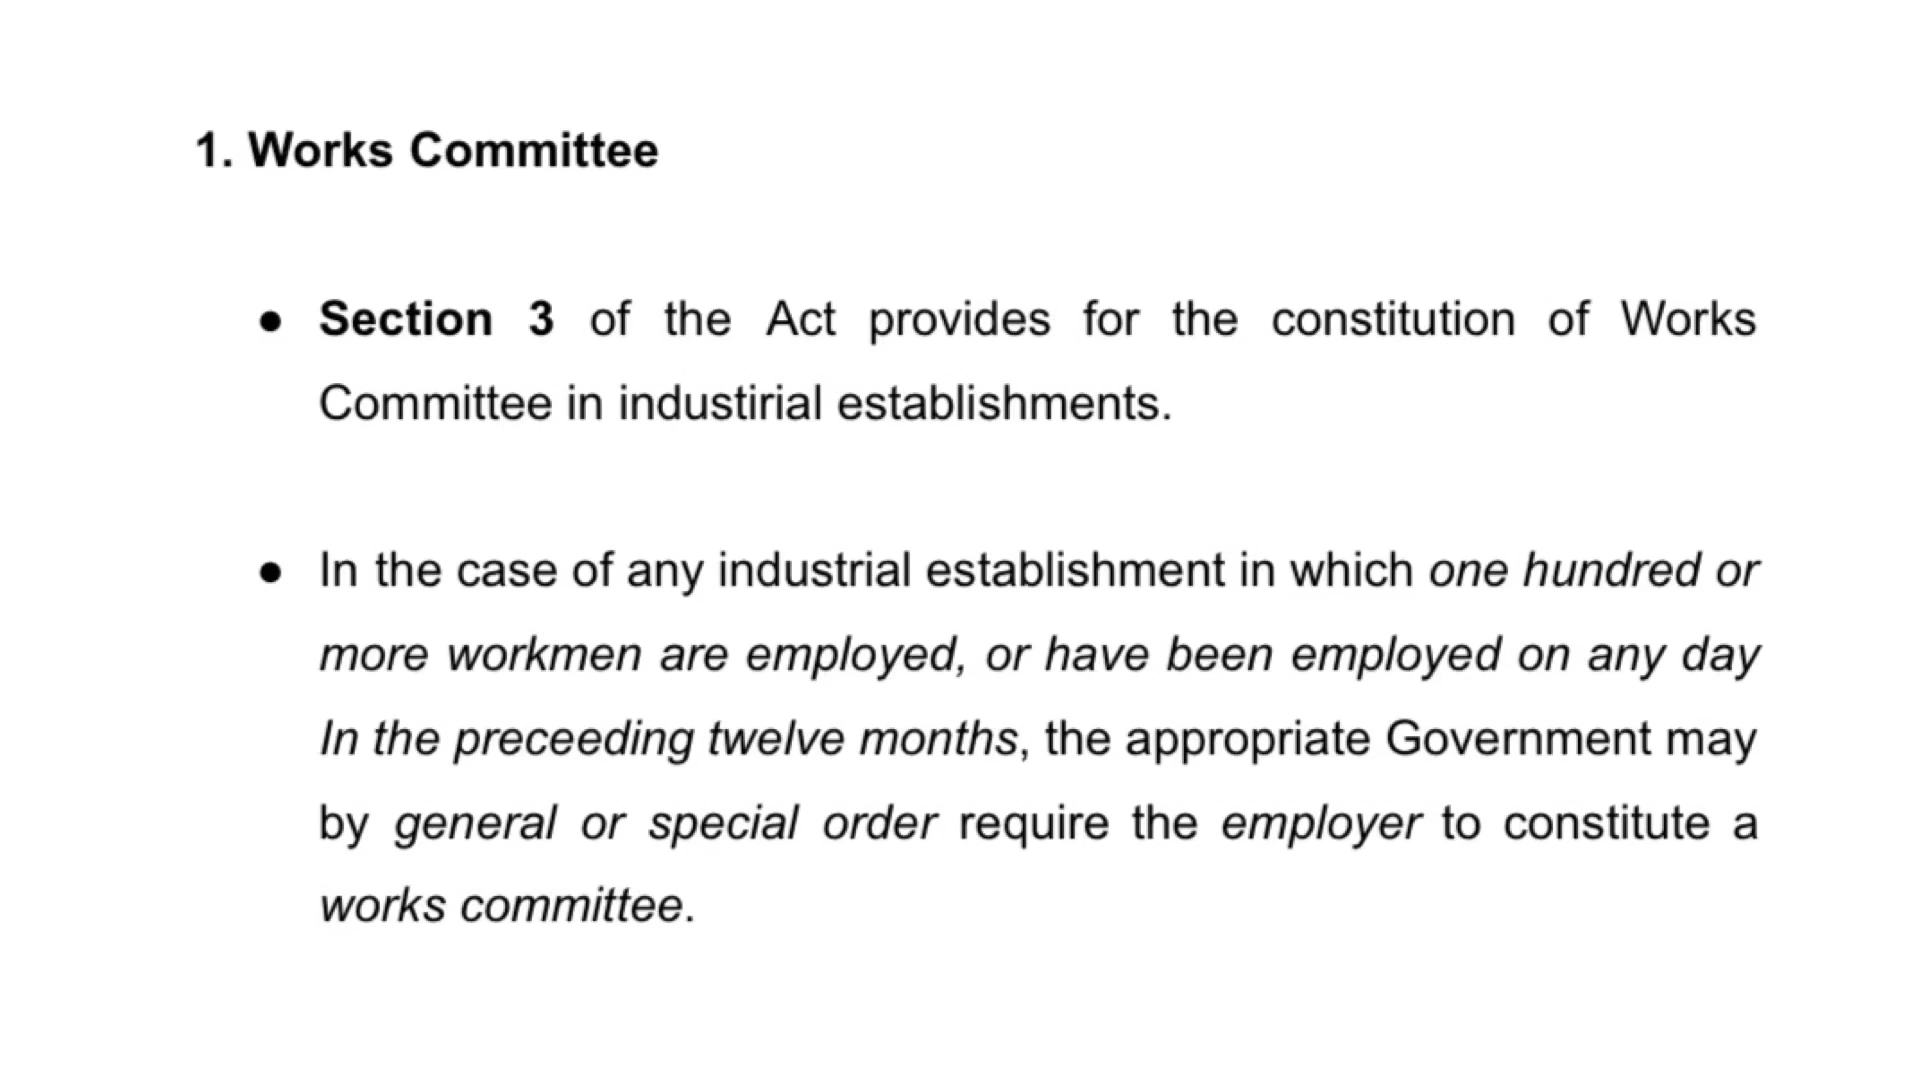 1. Works Committee
● Section 3 of the Act provides for the constitution of Works
Committee in industirial establishments.
● In the case of any industrial establishment in which one hundred or
more workmen are employed, or have been employed on any day
In the preceeding twelve months, the appropriate Government may
by general or special order require the employer to constitute a
works committee.